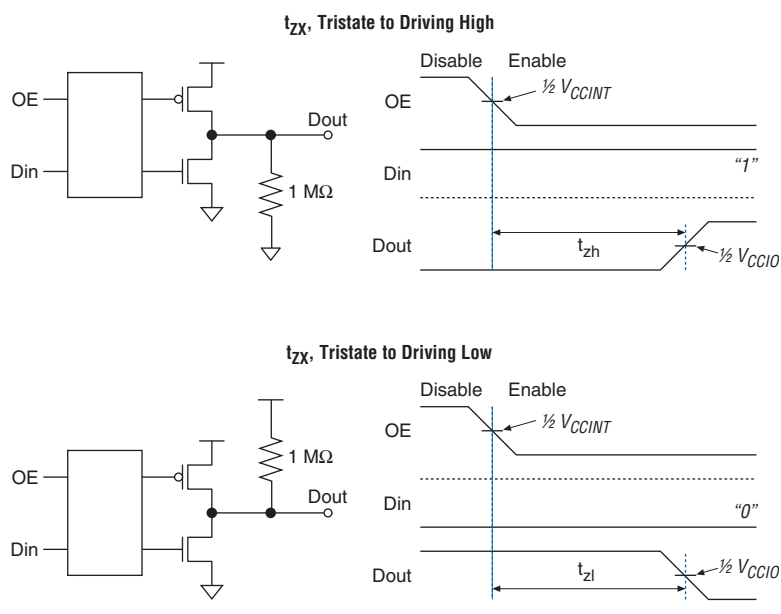 tZX, Tristate to Driving High
Disable Enable
OE
½ VCCINT
OE
Dout
Din
Din
"1"
1 MΩ
Dout
tzh
½ VCCIO
tZX, Tristate to Driving Low
Disable Enable
OE
½ VCCINT
1 MΩ
OE
Dout
Din
Din
"0"
Dout
tzl
½ VCCIO